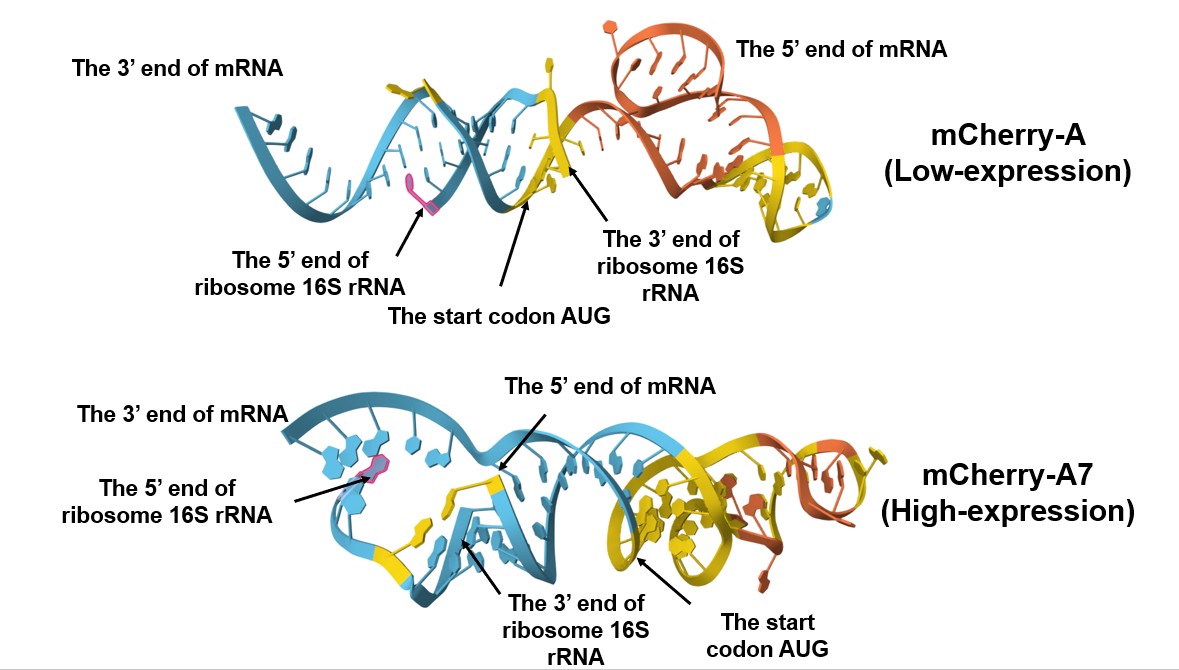 The 3’ end of mRNA
The 5’ end of mRNA
mCherry-A
(Low-expression)
The 5’ end of
ribosome 16S rRNA
The 3’ end of
ribosome 16S
rRNA
The start codon AUG
The 5’ end of mRNA
The 3’ end of mRNA
mCherry-A7
(High-expression)
The 5’ end of
ribosome 16S rRNA
The 3’ end of
ribosome 16S
rRNA
The start
codon AUG